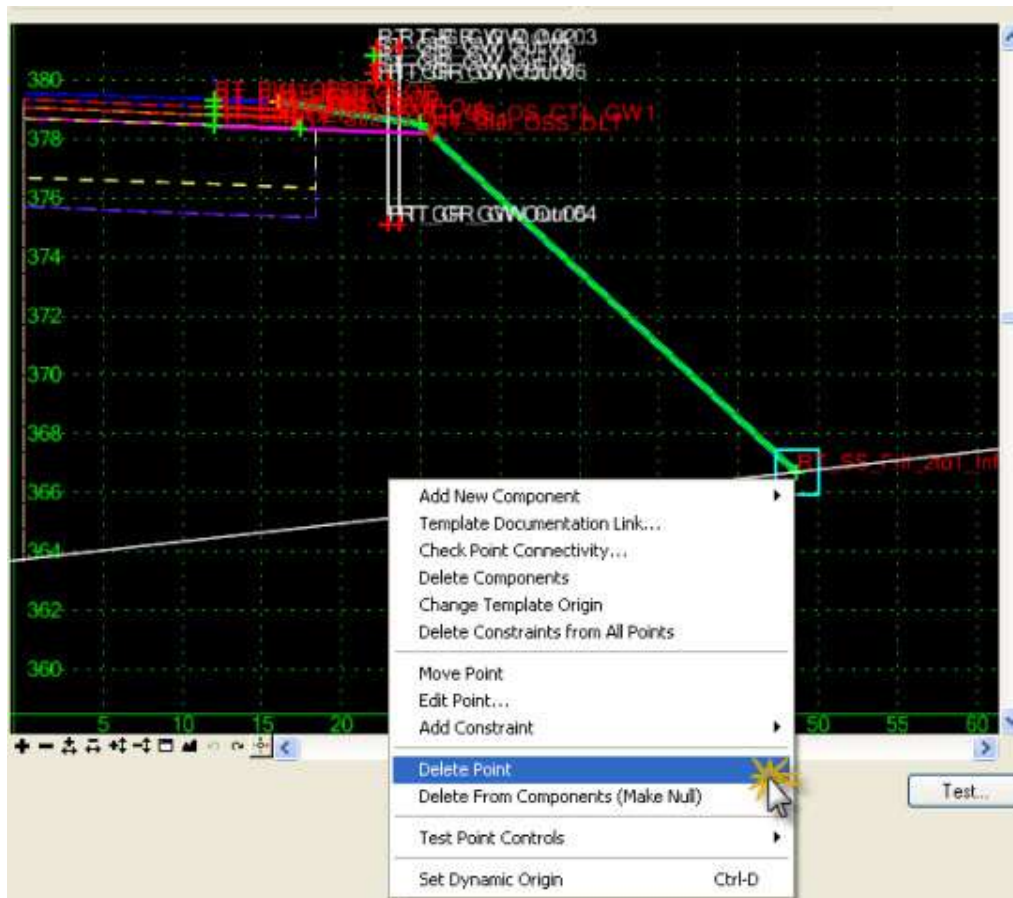 380
378
376
374
372
370
368
366
364
362
360
5 10 15 20 50 55 60
Add New Component
Template Documentation Link...
Check Point Connectivity...
Delete Components
Change Template Origin
Delete Constraints from All Points
Move Point
Edit Point...
Add Constraint
Delete Point
Delete From Components (Make Null)
Test Point Controls
Set Dynamic Origin Ctrl-D
Test...